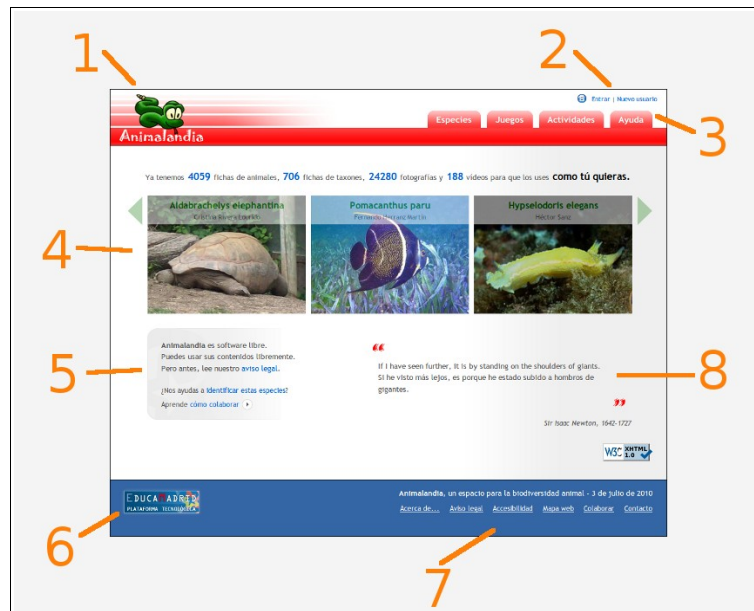 1
2
Entrar | Nuevo usuario
Especies Juegos Actividades Ayuda
3
Animalandia
Ya tenemos 4059 fichas de animales, 706 fichas de taxones, 24280 fotografías y 188 videos para que los uses como tú quieras.
Aldabrachelys elephantina Pomacanthus paru Hypselodoris elegans
Cristina Rivera Fernando Herranz Martín Héctor Sanz
4
Animalandia es software libre.
Puedes usar sus contenidos libremente.
Pero antes, lee nuestro aviso legal.
¿Nos ayudas a identificar estas especies?
Aprende cómo colaborar
5
“
If I have seen further, it is by standing on the shoulders of giants.
Si he visto más lejos, es porque he estado subido a hombros de
gigantes.
”
Sir Isaac Newton, 1642-1727
8
W3C XHTML 1.0
EDUCAMADRID
PLATAFORMA TECNOLÓGICA
6
Animalandia, un espacio para la biodiversidad animal - 3 de julio de 2010
Acerca de... Aviso legal Accesibilidad Mapa web Colaborar Contacto
7